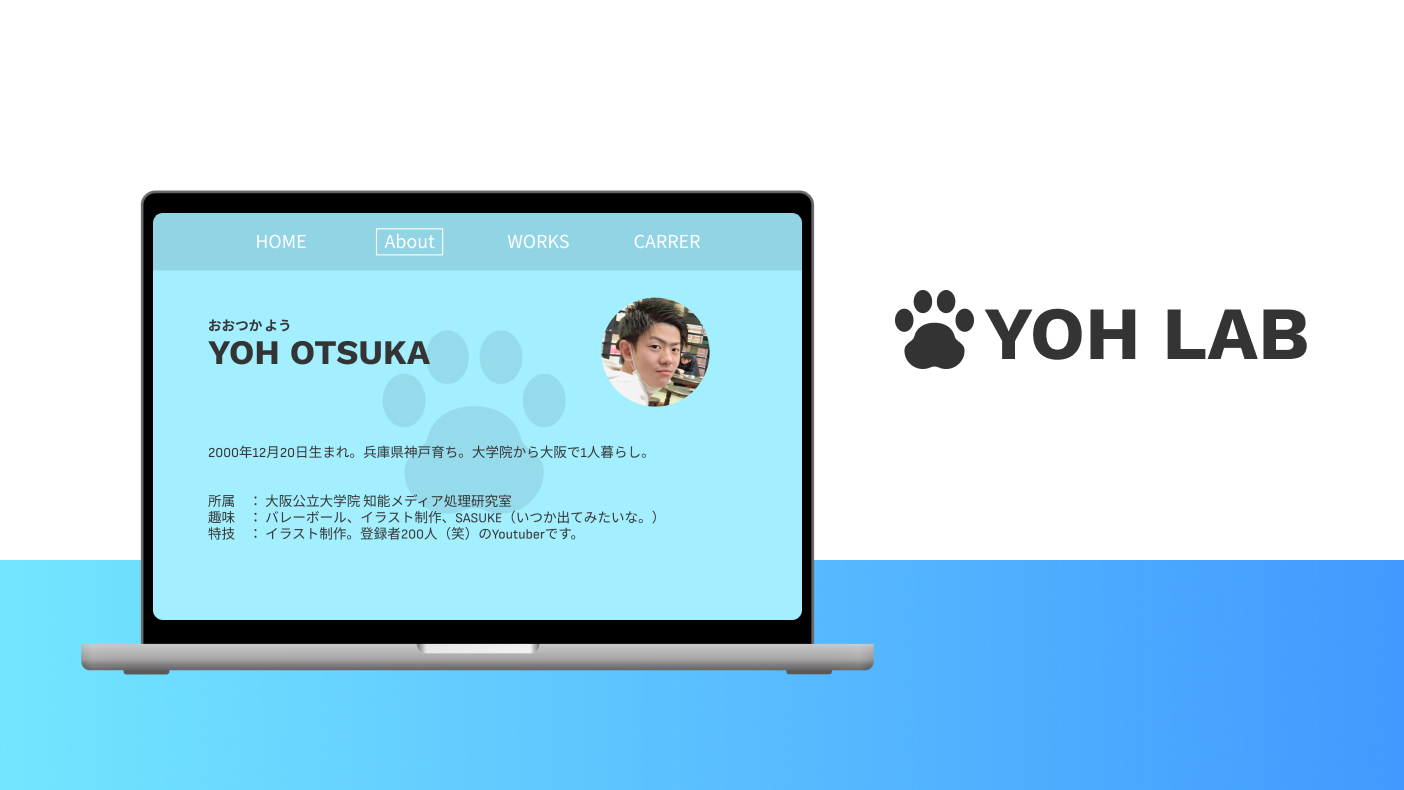 HOME About WORKS CARRER
おおつか よう
YOH OTSUKA
2000年12月20日生まれ。兵庫県神戸育ち。大学院から大阪で1人暮らし。
所属 ： 大阪公立大学院 知能メディア処理研究室
趣味 ： バレーボール、イラスト制作、SASUKE（いつか出てみたいな。）
特技 ： イラスト制作。登録者200人（笑）のYoutuberです。
YOH LAB